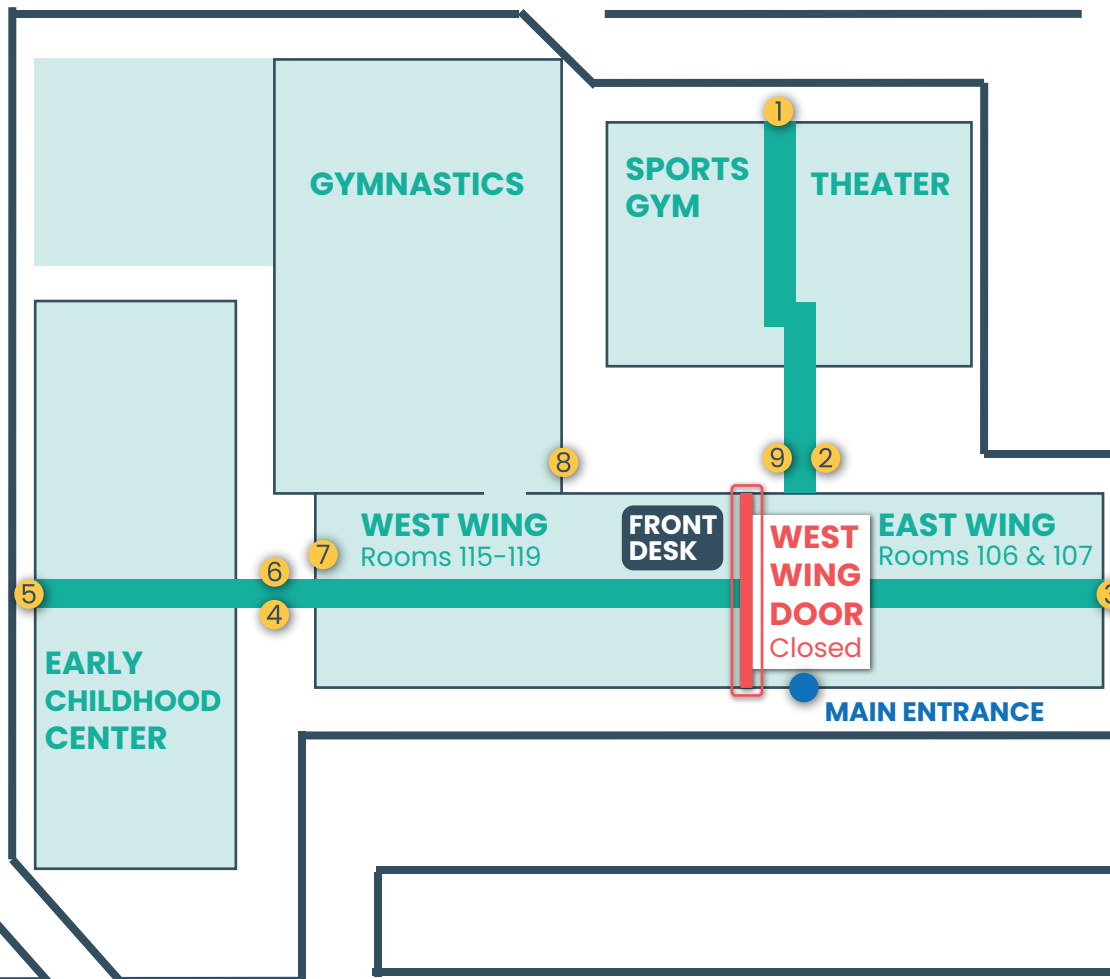 1
GYMNASTICS
SPORTS
GYM
THEATER
8
9
2
WEST WING
Rooms 115-119
FRONT
DESK
WEST
WING
DOOR
Closed
EAST WING
Rooms 106 & 107
7
6
5
4
3
EARLY
CHILDHOOD
CENTER
MAIN ENTRANCE